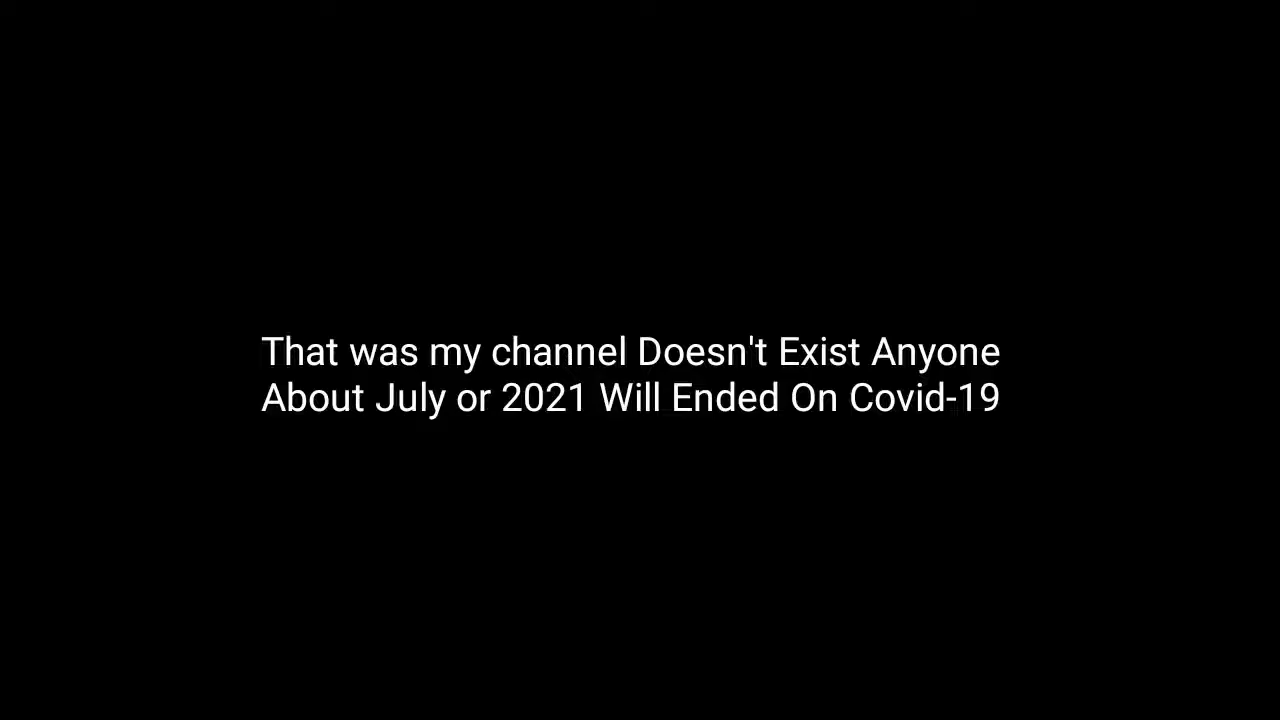 That was my channel Doesn't Exist Anyone
About July or 2021 Will Ended On Covid-19